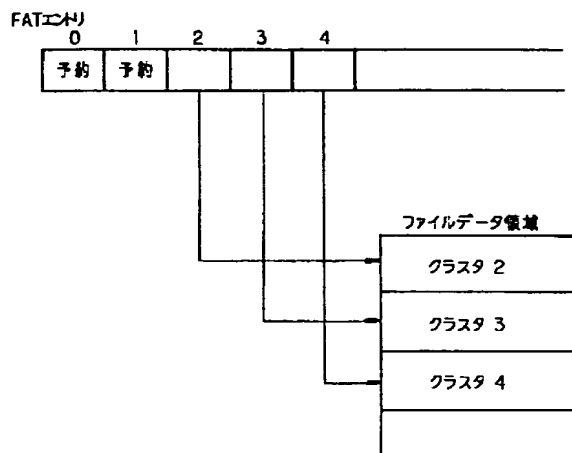 FATエントリ
0 1 2 3 4
予約 予約
ファイルデータ領域
クラスタ 2
クラスタ 3
クラスタ 4